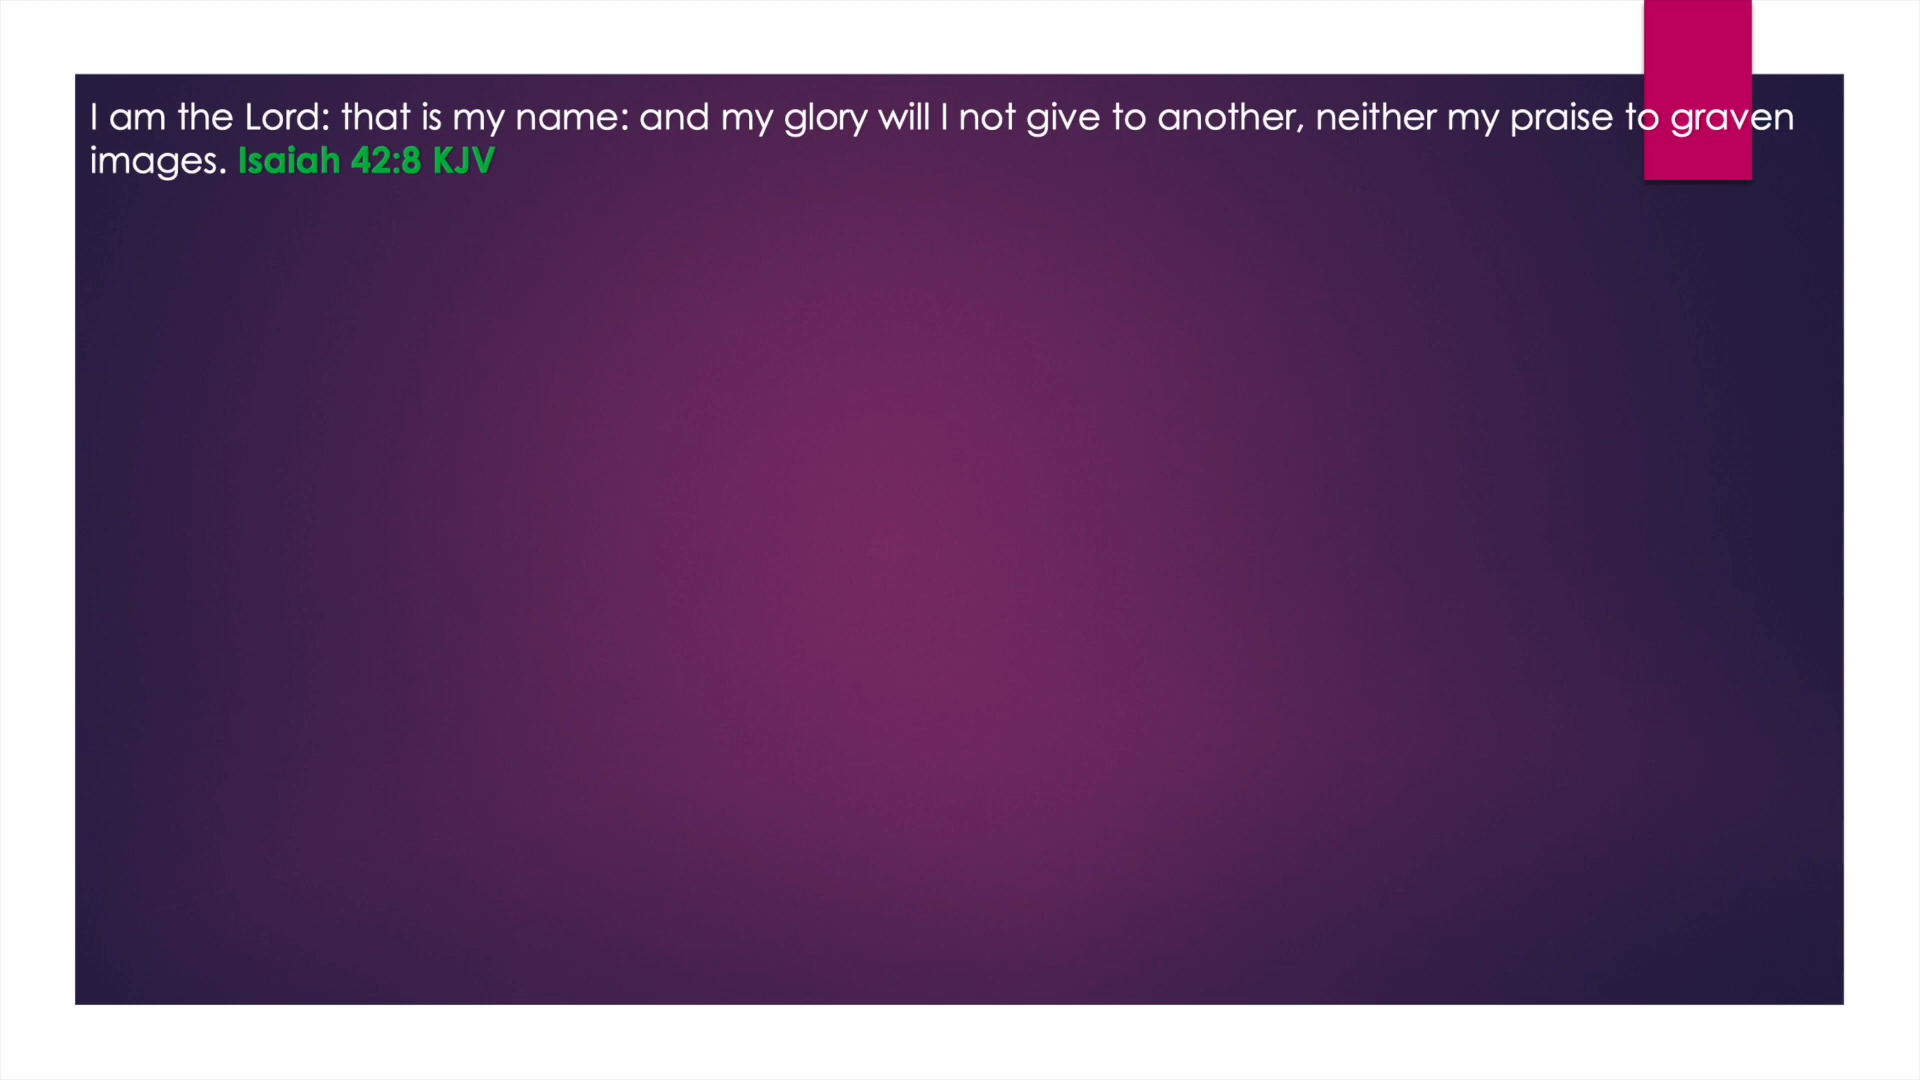 I am the Lord: that is my name: and my glory will I not give to another, neither my praise to graven
images. Isaiah 42:8 KJV